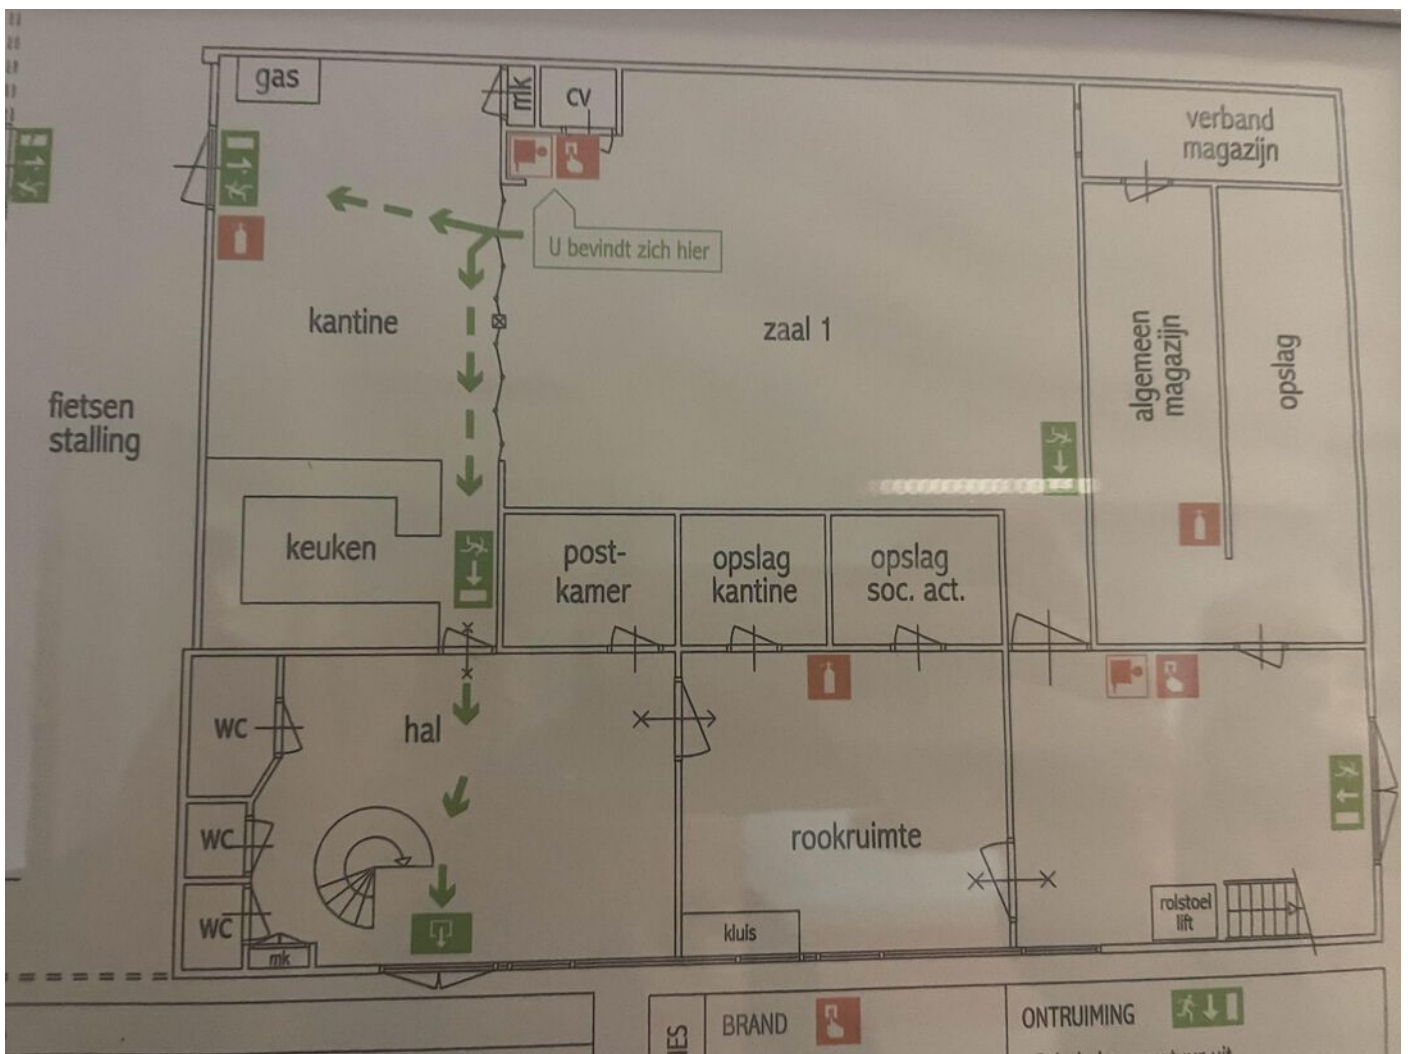 gas
mk
cv
verband
magazijn
U bevindt zich hier
kantine
zaal 1
algemeen
magazijn
opslag
fietsen
stalling
keuken
post-
kamer
opslag
kantine
opslag
soc. act.
wc
hal
wc
rookruimte
wc
kluis
rolstoel
lift
mk
BRAND
ONTRUIMING